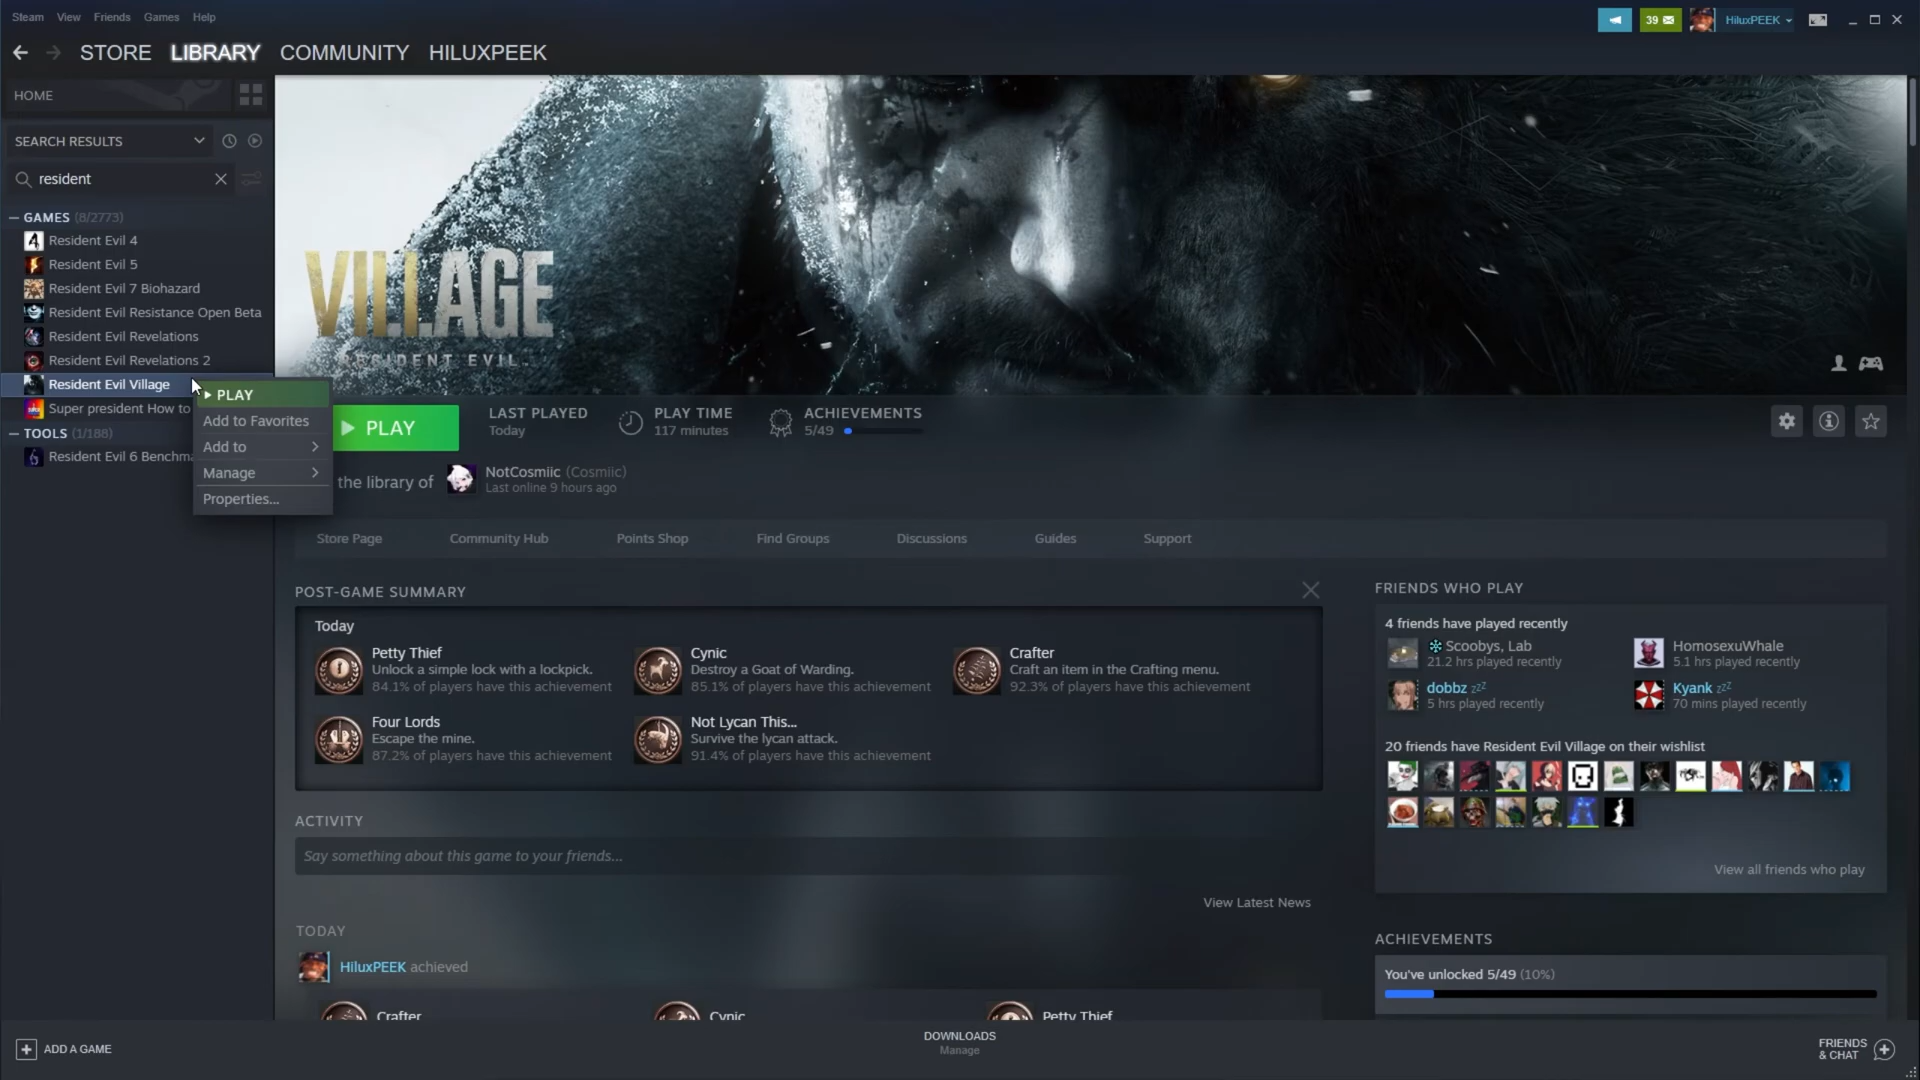 Steam View Friends Games Help
39
HiluxPEEK
STORE LIBRARY COMMUNITY HILUXPEEK
HOME
SEARCH RESULTS
resident
GAMES (8/2773)
Resident Evil 4
Resident Evil 5
Resident Evil 7 Biohazard
Resident Evil Resistance Open Beta
Resident Evil Revelations
Resident Evil Revelations 2
Resident Evil Village
Super president How to
TOOLS (1/188)
Resident Evil 6 Benchma
PLAY
Add to Favorites
Add to
Manage
Properties...
VILLAGE
RESIDENT EVIL
PLAY
LAST PLAYED
Today
PLAY TIME
117 minutes
ACHIEVEMENTS
5/49
the library of
NotCosmiic (Cosmiic)
Last online 9 hours ago
Store Page Community Hub Points Shop Find Groups Discussions Guides Support
POST-GAME SUMMARY
Today
Petty Thief
Unlock a simple lock with a lockpick.
84.1% of players have this achievement
Cynic
Destroy a Goat of Warding.
85.1% of players have this achievement
Crafter
Craft an item in the Crafting menu.
92.3% of players have this achievement
Four Lords
Escape the mine.
87.2% of players have this achievement
Not Lycan This...
Survive the lycan attack.
91.4% of players have this achievement
ACTIVITY
Say something about this game to your friends...
View Latest News
TODAY
HiluxPEEK achieved
Crafter
Cynic
Petty Thief
FRIENDS WHO PLAY
4 friends have played recently
Scoobys, Lab
21.2 hrs played recently
HomosexuWhale
5.1 hrs played recently
dobbz zzZ
5 hrs played recently
Kyank zzZ
70 mins played recently
20 friends have Resident Evil Village on their wishlist
View all friends who play
ACHIEVEMENTS
You've unlocked 5/49 (10%)
ADD A GAME
DOWNLOADS
Manage
FRIENDS
& CHAT